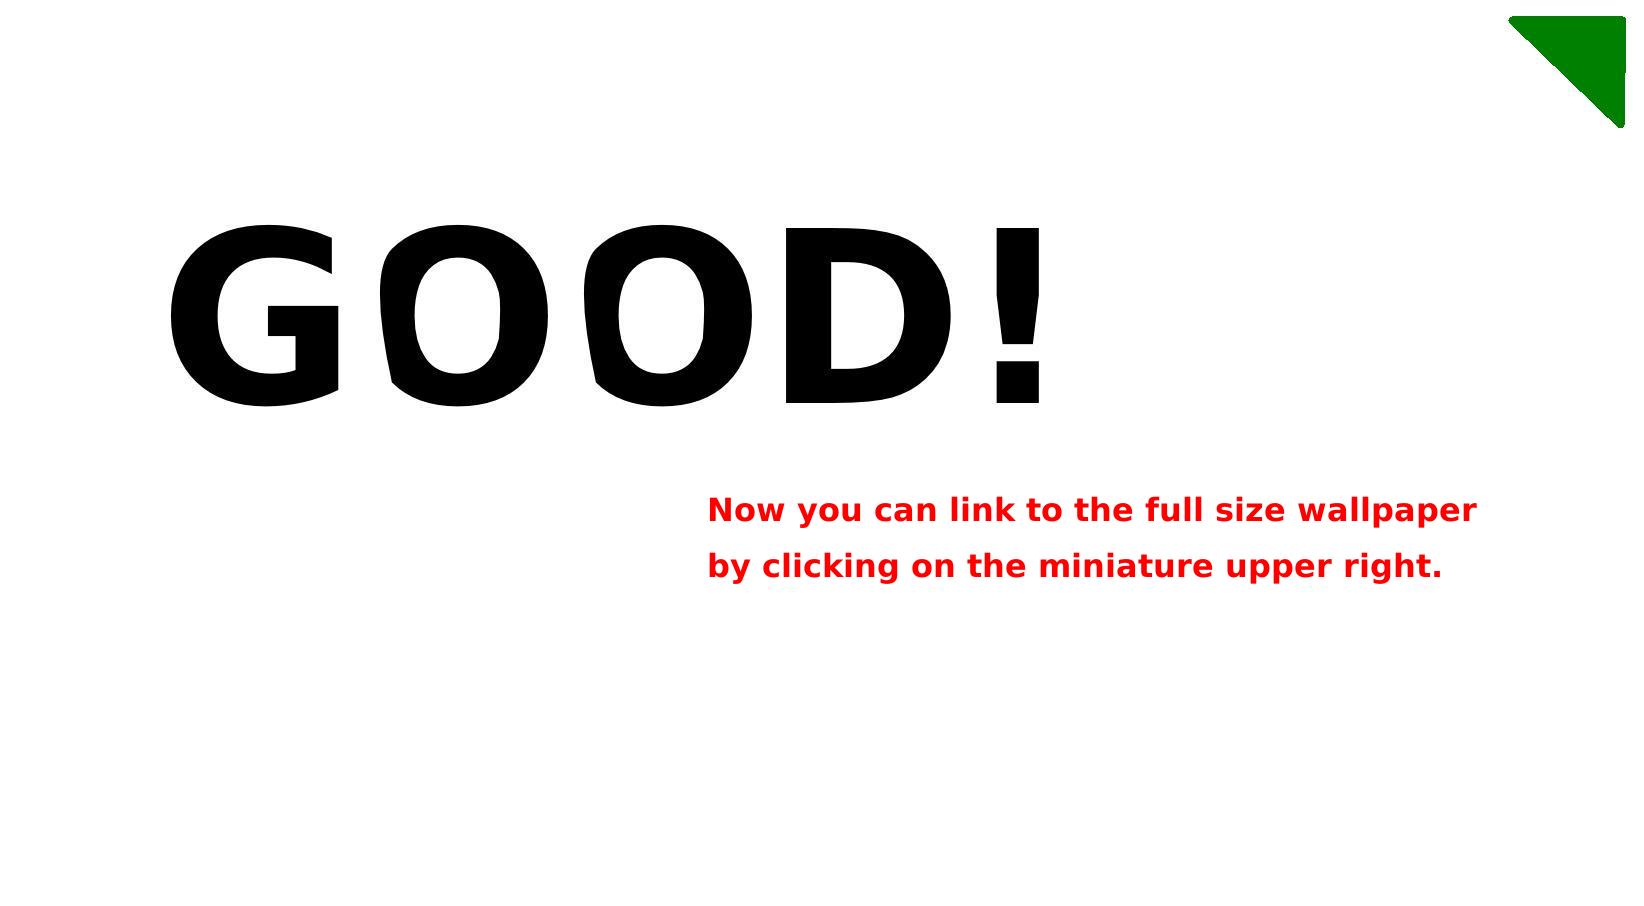 GOOD!
Now you can link to the full size wallpaper
by clicking on the miniature upper right.